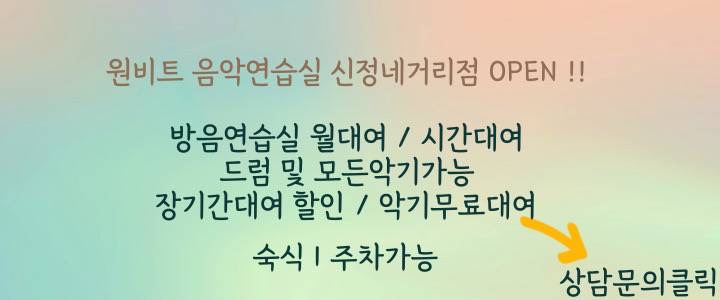 원비트 음악연습실 신정네거리점 OPEN !!
방음연습실 월대여 / 시간대여
드럼 및 모든악기가능
장기간대여 할인 / 악기무료대여
숙식 l 주차가능
상담문의클릭